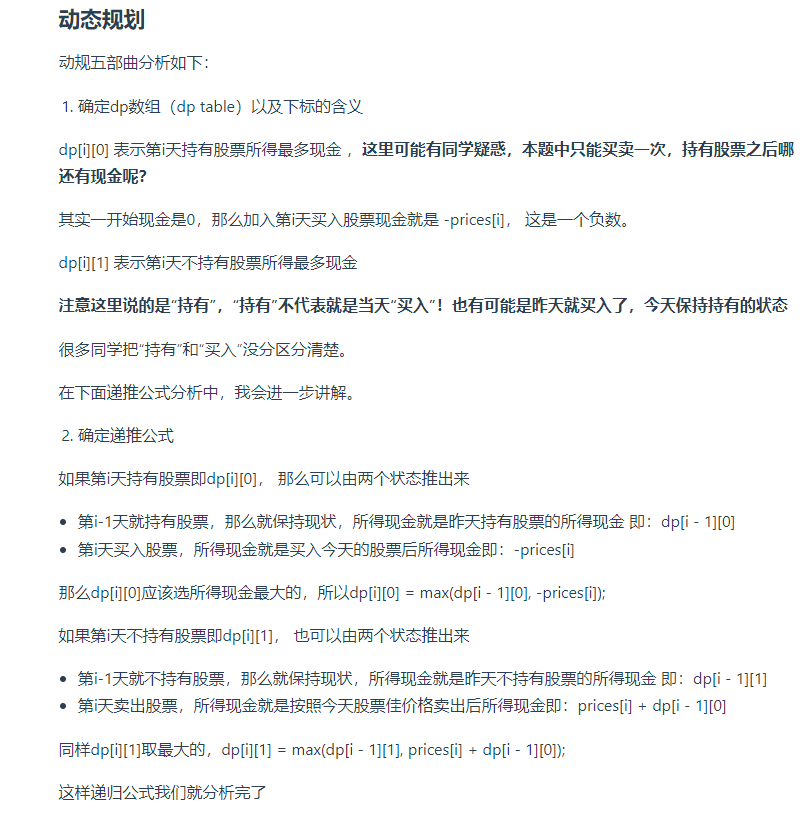 动态规划
动规五部曲分析如下：
1. 确定dp数组（dp table）以及下标的含义
dp[i][0] 表示第i天持有股票所得最多现金 ，这里可能有同学疑惑，本题中只能买卖一次，持有股票之后哪
还有现金呢？
其实一开始现金是0，那么加入第i天买入股票现金就是 -prices[i]， 这是一个负数。
dp[i][1] 表示第i天不持有股票所得最多现金
注意这里说的是“持有”，“持有”不代表就是当天“买入”！也有可能是昨天就买入了，今天保持持有的状态
很多同学把“持有”和“买入”没分区分清楚。
在下面递推公式分析中，我会进一步讲解。
2. 确定递推公式
如果第i天持有股票即dp[i][0]， 那么可以由两个状态推出来
• 第i-1天就持有股票，那么就保持现状，所得现金就是昨天持有股票的所得现金 即：dp[i - 1][0]
• 第i天买入股票，所得现金就是买入今天的股票后所得现金即：-prices[i]
那么dp[i][0]应该选所得现金最大的，所以dp[i][0] = max(dp[i - 1][0], -prices[i]);
如果第i天不持有股票即dp[i][1]， 也可以由两个状态推出来
• 第i-1天就不持有股票，那么就保持现状，所得现金就是昨天不持有股票的所得现金 即：dp[i - 1][1]
• 第i天卖出股票，所得现金就是按照今天股票佳价格卖出后所得现金即：prices[i] + dp[i - 1][0]
同样dp[i][1]取最大的，dp[i][1] = max(dp[i - 1][1], prices[i] + dp[i - 1][0]);
这样递归公式我们就分析完了